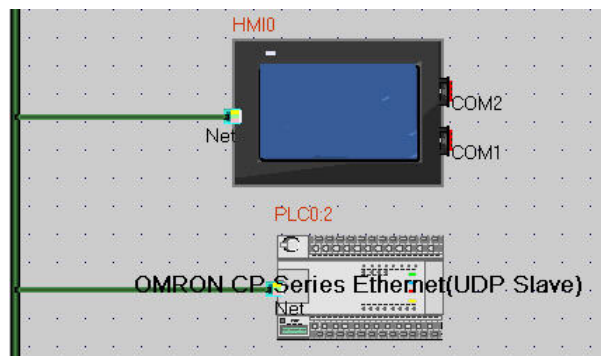 HMI0
COM2
Net
COM1
PLC0:2
OMRON CP Series Ethernet(UDP Slave)
Net